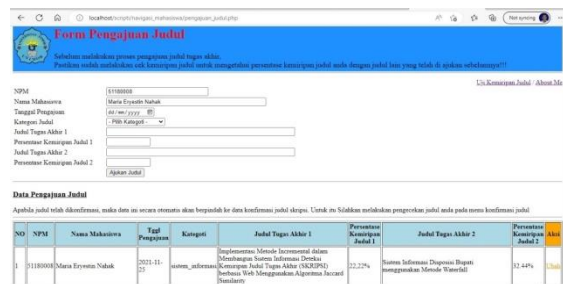 localhost/script/navigasi_mahasiswa/pengajuan_judul.php
Not syncing
Form Pengajuan Judul
Sebelum melakukan proses pengajuan judul tugas akhir,
Pastikan sudah melakukan cek kemiripan judul untuk mengetahui persentase kemiripan judul anda dengan judul lain yang telah di ajukan sebelumnya!!!
Uji Kemiripan Judul / About Me
NPM 51180008
Nama Mahasiswa Maria Eryestin Nahak
Tanggal Pengajuan dd/mm/yyyy
Kategori Judul - Pilih Kategori -
Judul Tugas Akhir 1
Persentase Kemiripan Judul 1
Judul Tugas Akhir 2
Persentase Kemiripan Judul 2
Ajukan Judul
Data Pengajuan Judul
Apabila judul telah dikonfirmasi, maka data ini secara otomatis akan berpindah ke data konfirmasi judul skripsi. Untuk itu Silahkan melakukan pengecekan judul anda pada menu konfirmasi judul
NO NPM Nama Mahasiswa Tggl Pengajuan Kategoti Judul Tugas Akhir 1 Persentase Kemiripan Judul 1 Judul Tugas Akhir 2 Persentase Kemiripan Judul 2 Aksi
1 51180008 Maria Eryestin Nahak 2021-11-25 sistem_informasi Implementasi Metode Incremental dalam
Membangun Sistem Informasi Deteksi
Kemiripan Judul Tugas Akhir (SKRIPSI)
berbasis Web Menggunakan Algoritma Jaccard
Similarity
22,22%
Sistem Informasi Disposisi Bupati
menggunakan Metode Waterfall
32.44%
Ubah